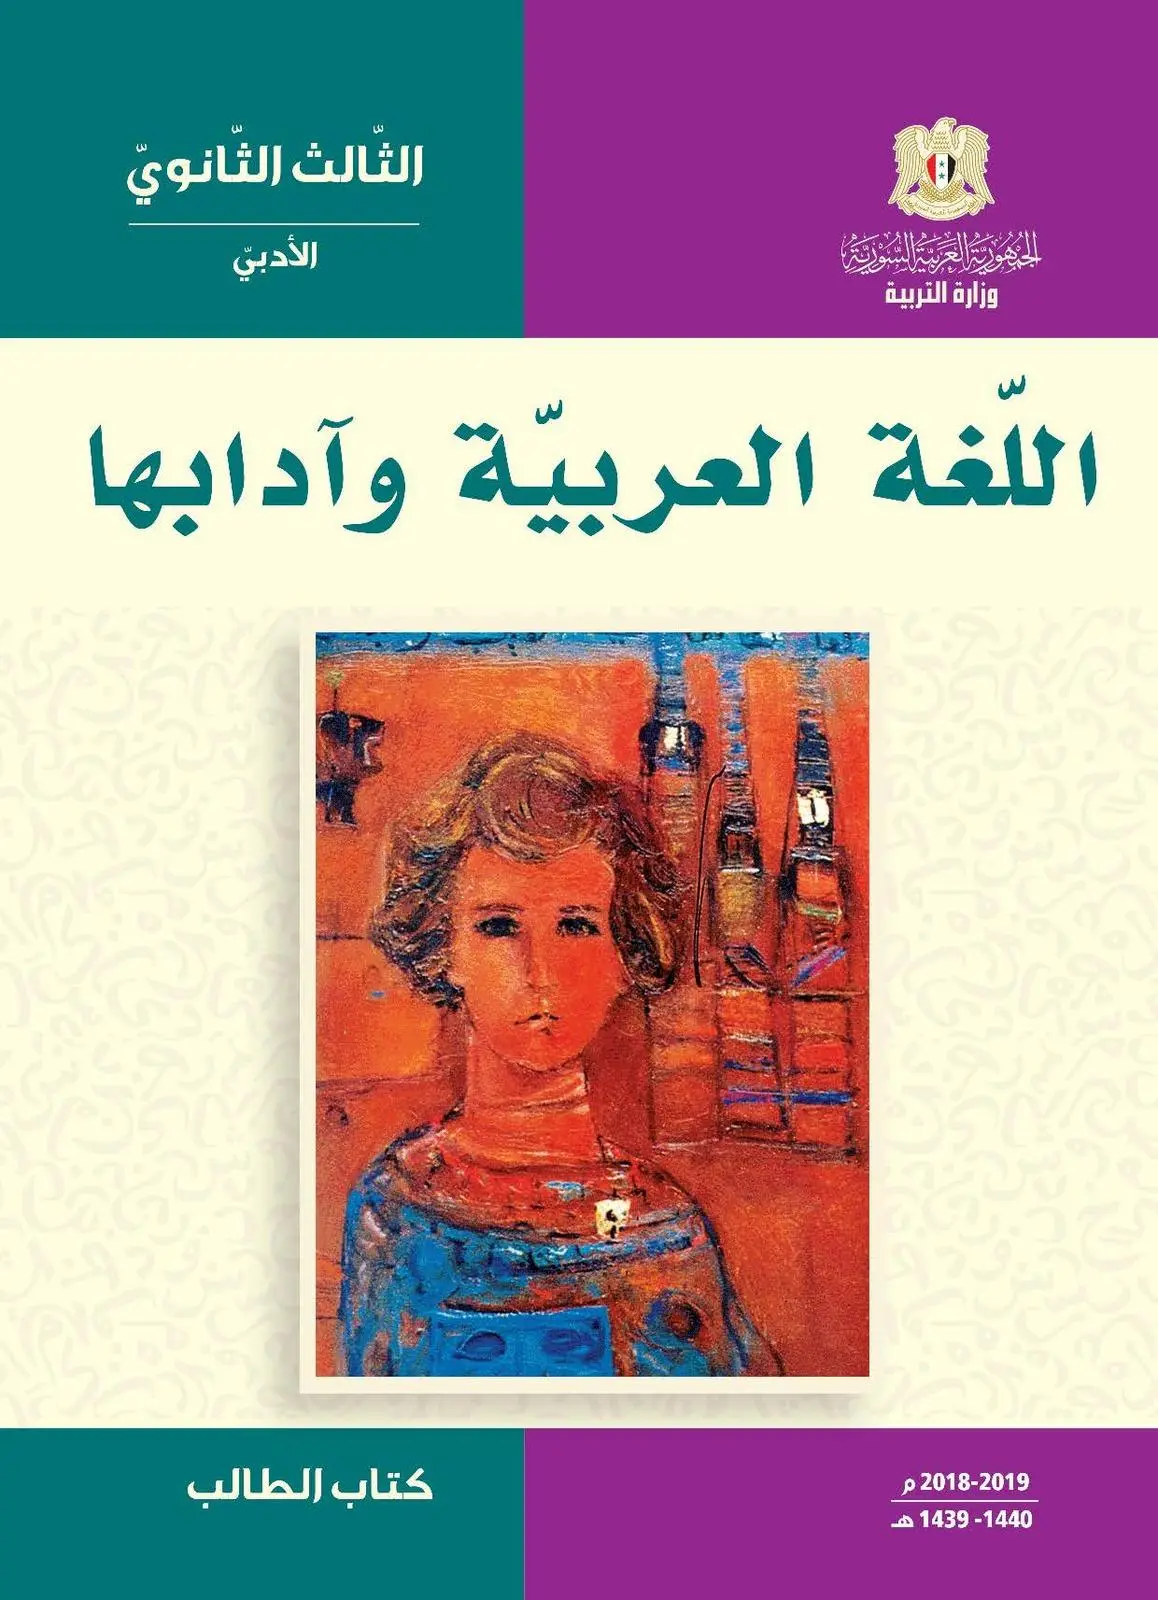 الجمهورية العربية السورية
وزارة التربية
الثّالث الثّانويّ
الأدبيّ
اللّغة العربيّة وآدابها
2018-2019 م
1439 -1440 هـ
كتاب الطالب